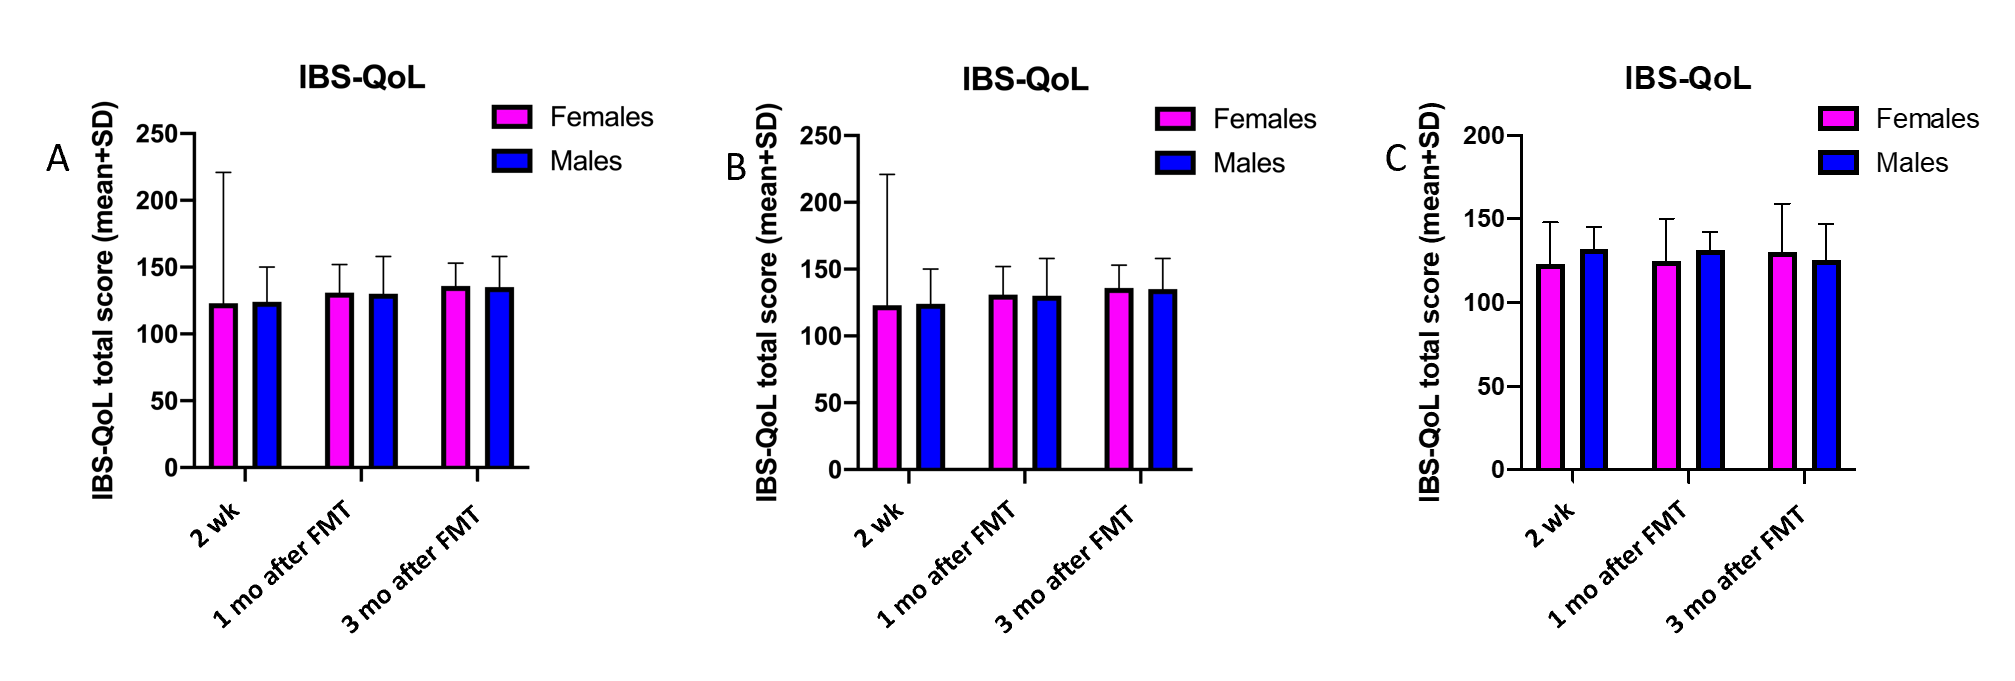 A
IBS-QoL
Females
Males
IBS-QoL total score (mean+SD)
250
200
150
100
50
0
2 wk
1 mo after FMT
3 mo after FMT
B
IBS-QoL
Females
Males
IBS-QoL total score (mean+SD)
250
200
150
100
50
0
2 wk
1 mo after FMT
3 mo after FMT
C
IBS-QoL
Females
Males
IBS-QoL total score (mean+SD)
200
150
100
50
0
2 wk
1 mo after FMT
3 mo after FMT